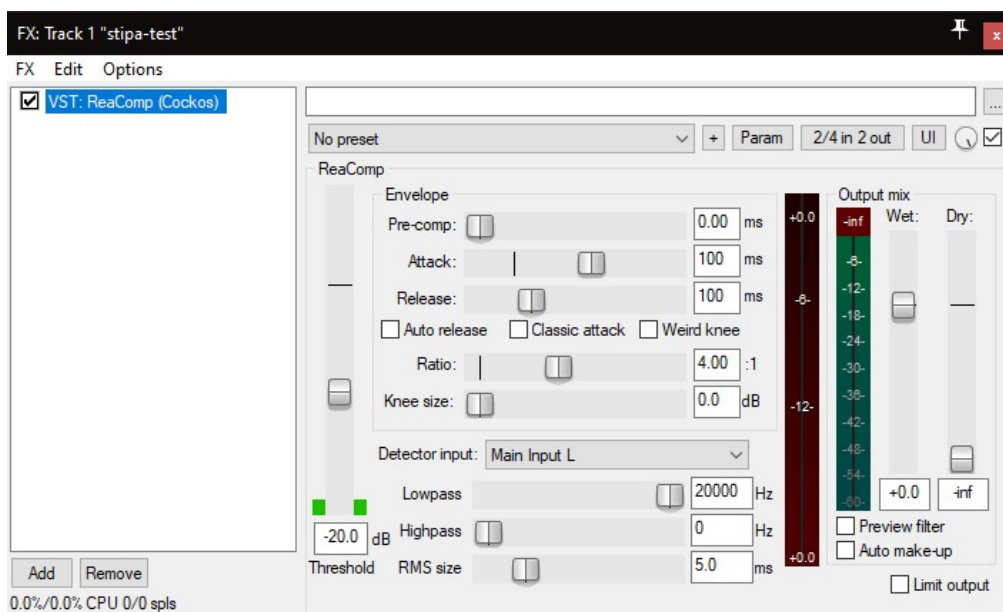 FX: Track 1 "stipa-test"
x
FX Edit Options
VST: ReaComp (Cockos)
...
No preset
+
Param
2/4 in 2 out
UI
ReaComp
Envelope
Pre-comp: 0.00 ms
Attack: 100 ms
Release: 100 ms
Auto release Classic attack Weird knee
Ratio: 4.00 :1
Knee size: 0.0 dB
Detector input: Main Input L
Lowpass 20000 Hz
Highpass 0 Hz
RMS size 5.0 ms
-20.0 dB
Threshold
+0.0
-6-
-12-
+0.0
Output mix
Wet: Dry:
-inf
-6-
-12-
-18-
-24-
-30-
-36-
-42-
-48-
-54-
-60-
+0.0 -inf
Preview filter
Auto make-up
Limit output
Add Remove
0.0%/0.0% CPU 0/0 spls